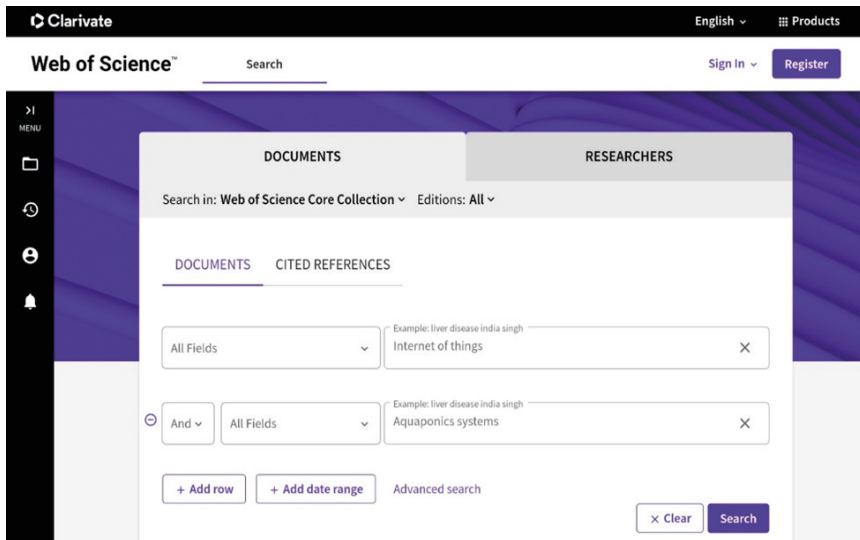 Clarivate English Products
Web of Science™ Search Sign In Register
MENU
DOCUMENTS RESEARCHERS
Search in: Web of Science Core Collection Editions: All
DOCUMENTS CITED REFERENCES
Example: liver disease india singh
All Fields Internet of things
Example: liver disease india singh
And All Fields Aquaponics systems
+ Add row + Add date range Advanced search
× Clear Search